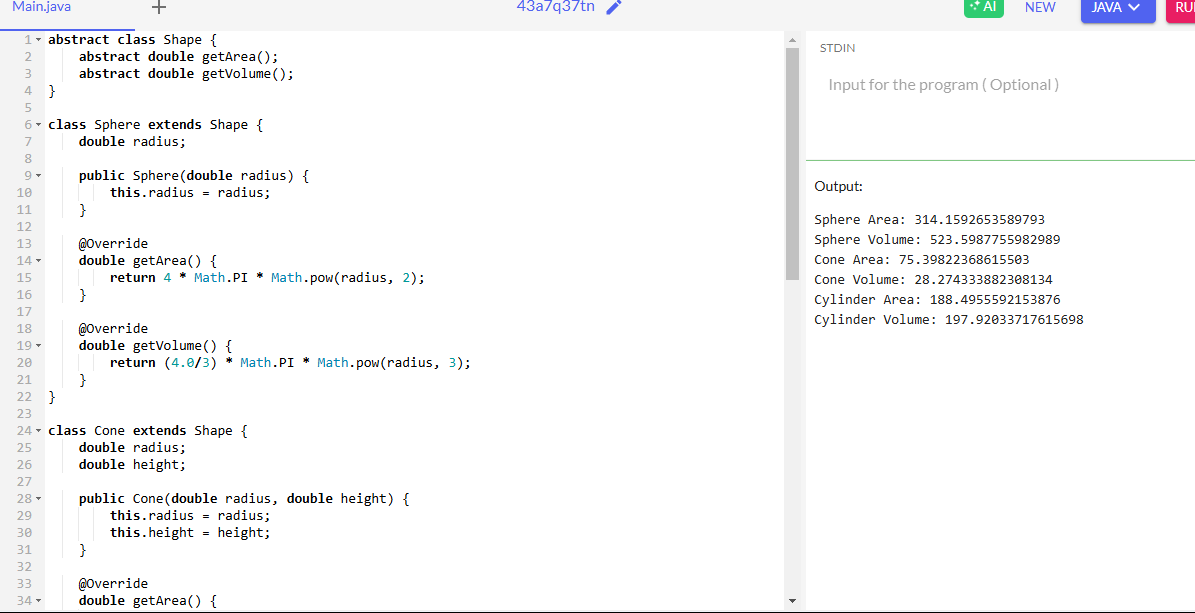 Main.java
+
43a7q37tn
AI
NEW
JAVA
RU
1 abstract class Shape {
2     abstract double getArea();
3     abstract double getVolume();
4 }
5
6 class Sphere extends Shape {
7     double radius;
8
9     public Sphere(double radius) {
10         this.radius = radius;
11     }
12
13     @Override
14     double getArea() {
15         return 4 * Math.PI * Math.pow(radius, 2);
16     }
17
18     @Override
19     double getVolume() {
20         return (4.0/3) * Math.PI * Math.pow(radius, 3);
21     }
22 }
23
24 class Cone extends Shape {
25     double radius;
26     double height;
27
28     public Cone(double radius, double height) {
29         this.radius = radius;
30         this.height = height;
31     }
32
33     @Override
34     double getArea() {
STDIN
Input for the program ( Optional )
Output:
Sphere Area: 314.1592653589793
Sphere Volume: 523.5987755982989
Cone Area: 75.39822368615503
Cone Volume: 28.274333882308134
Cylinder Area: 188.4955592153876
Cylinder Volume: 197.92033717615698